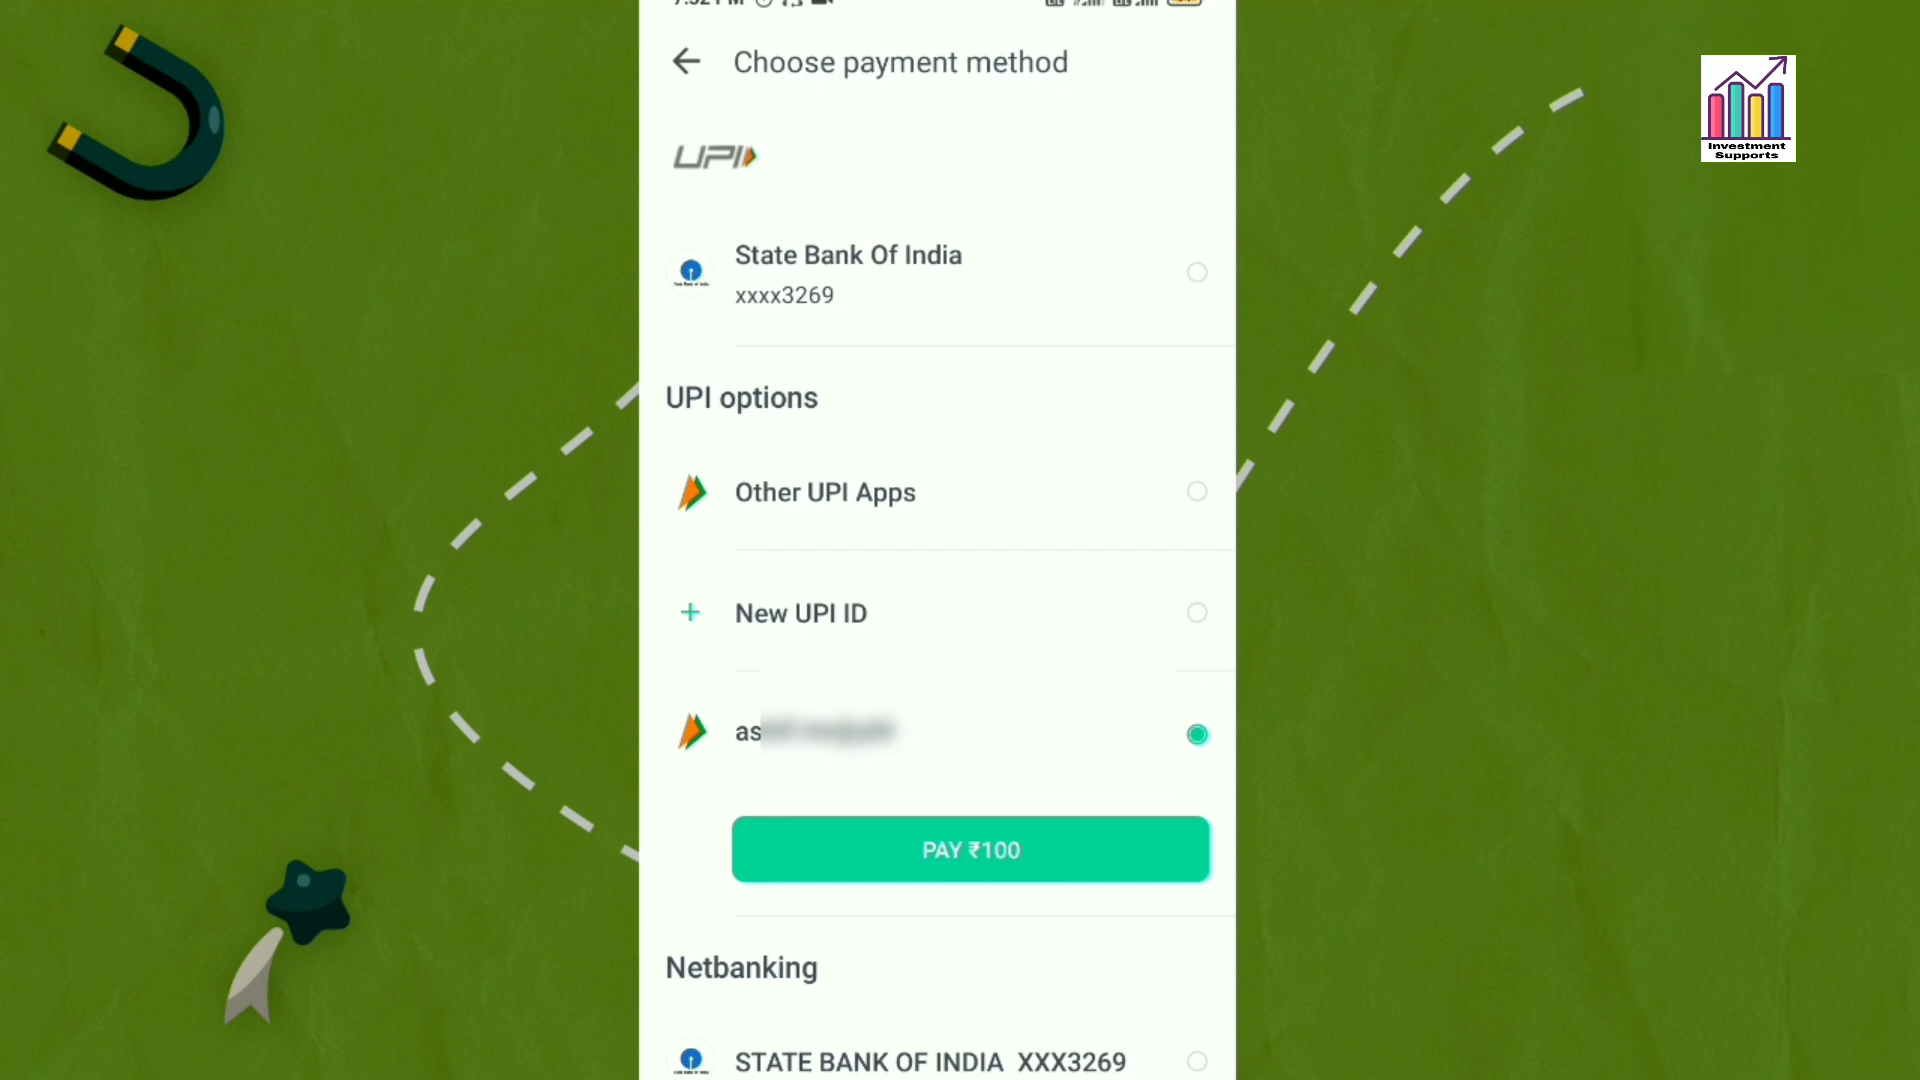 Choose payment method
UPI
State Bank Of India
xxxx3269
UPI options
Other UPI Apps
New UPI ID
as
PAY ₹100
Netbanking
STATE BANK OF INDIA XXX3269
Investment
Supports